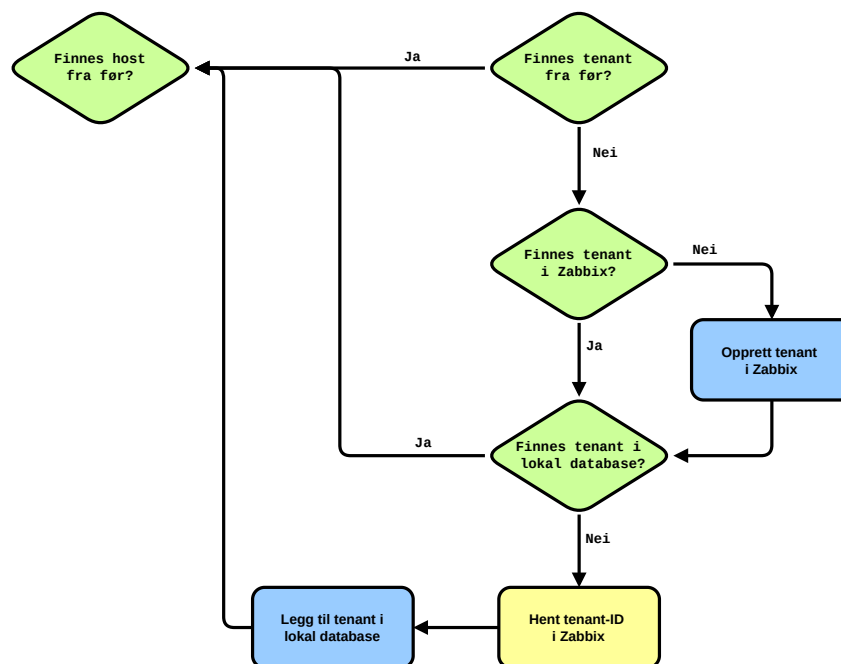 Finnes host
fra før?
Ja
Finnes tenant
fra før?
Nei
Finnes tenant
i Zabbix?
Nei
Opprett tenant
i Zabbix
Ja
Finnes tenant i
lokal database?
Ja
Nei
Legg til tenant i
lokal database
Hent tenant-ID
i Zabbix